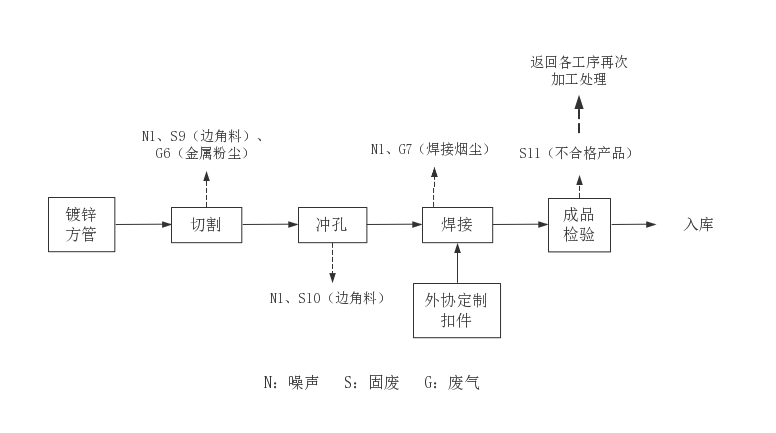 返回各工序再次
加工处理
N1、S9（边角料）、
G6（金属粉尘）
N1、G7（焊接烟尘）
S11（不合格产品）
镀锌
方管
切割
冲孔
焊接
成品
检验
入库
N1、S10（边角料）
外协定制
扣件
N：噪声 S：固废 G：废气